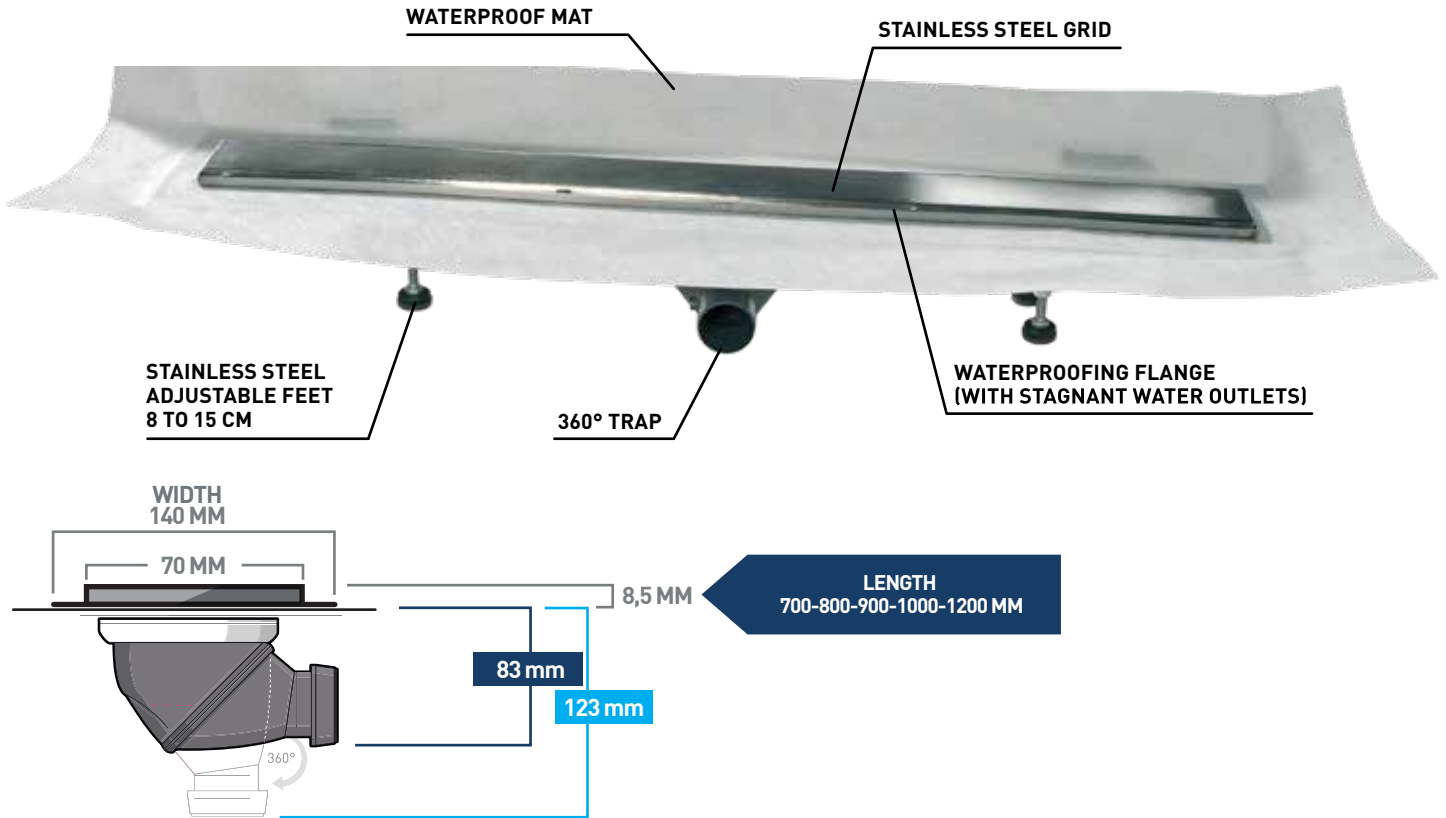 WATERPROOF MAT
STAINLESS STEEL GRID
STAINLESS STEEL
ADJUSTABLE FEET
8 TO 15 CM
360° TRAP
WATERPROOFING FLANGE
(WITH STAGNANT WATER OUTLETS)
WIDTH
140 MM
70 MM
8,5 MM
LENGTH
700-800-900-1000-1200 MM
83 mm
123 mm
360°